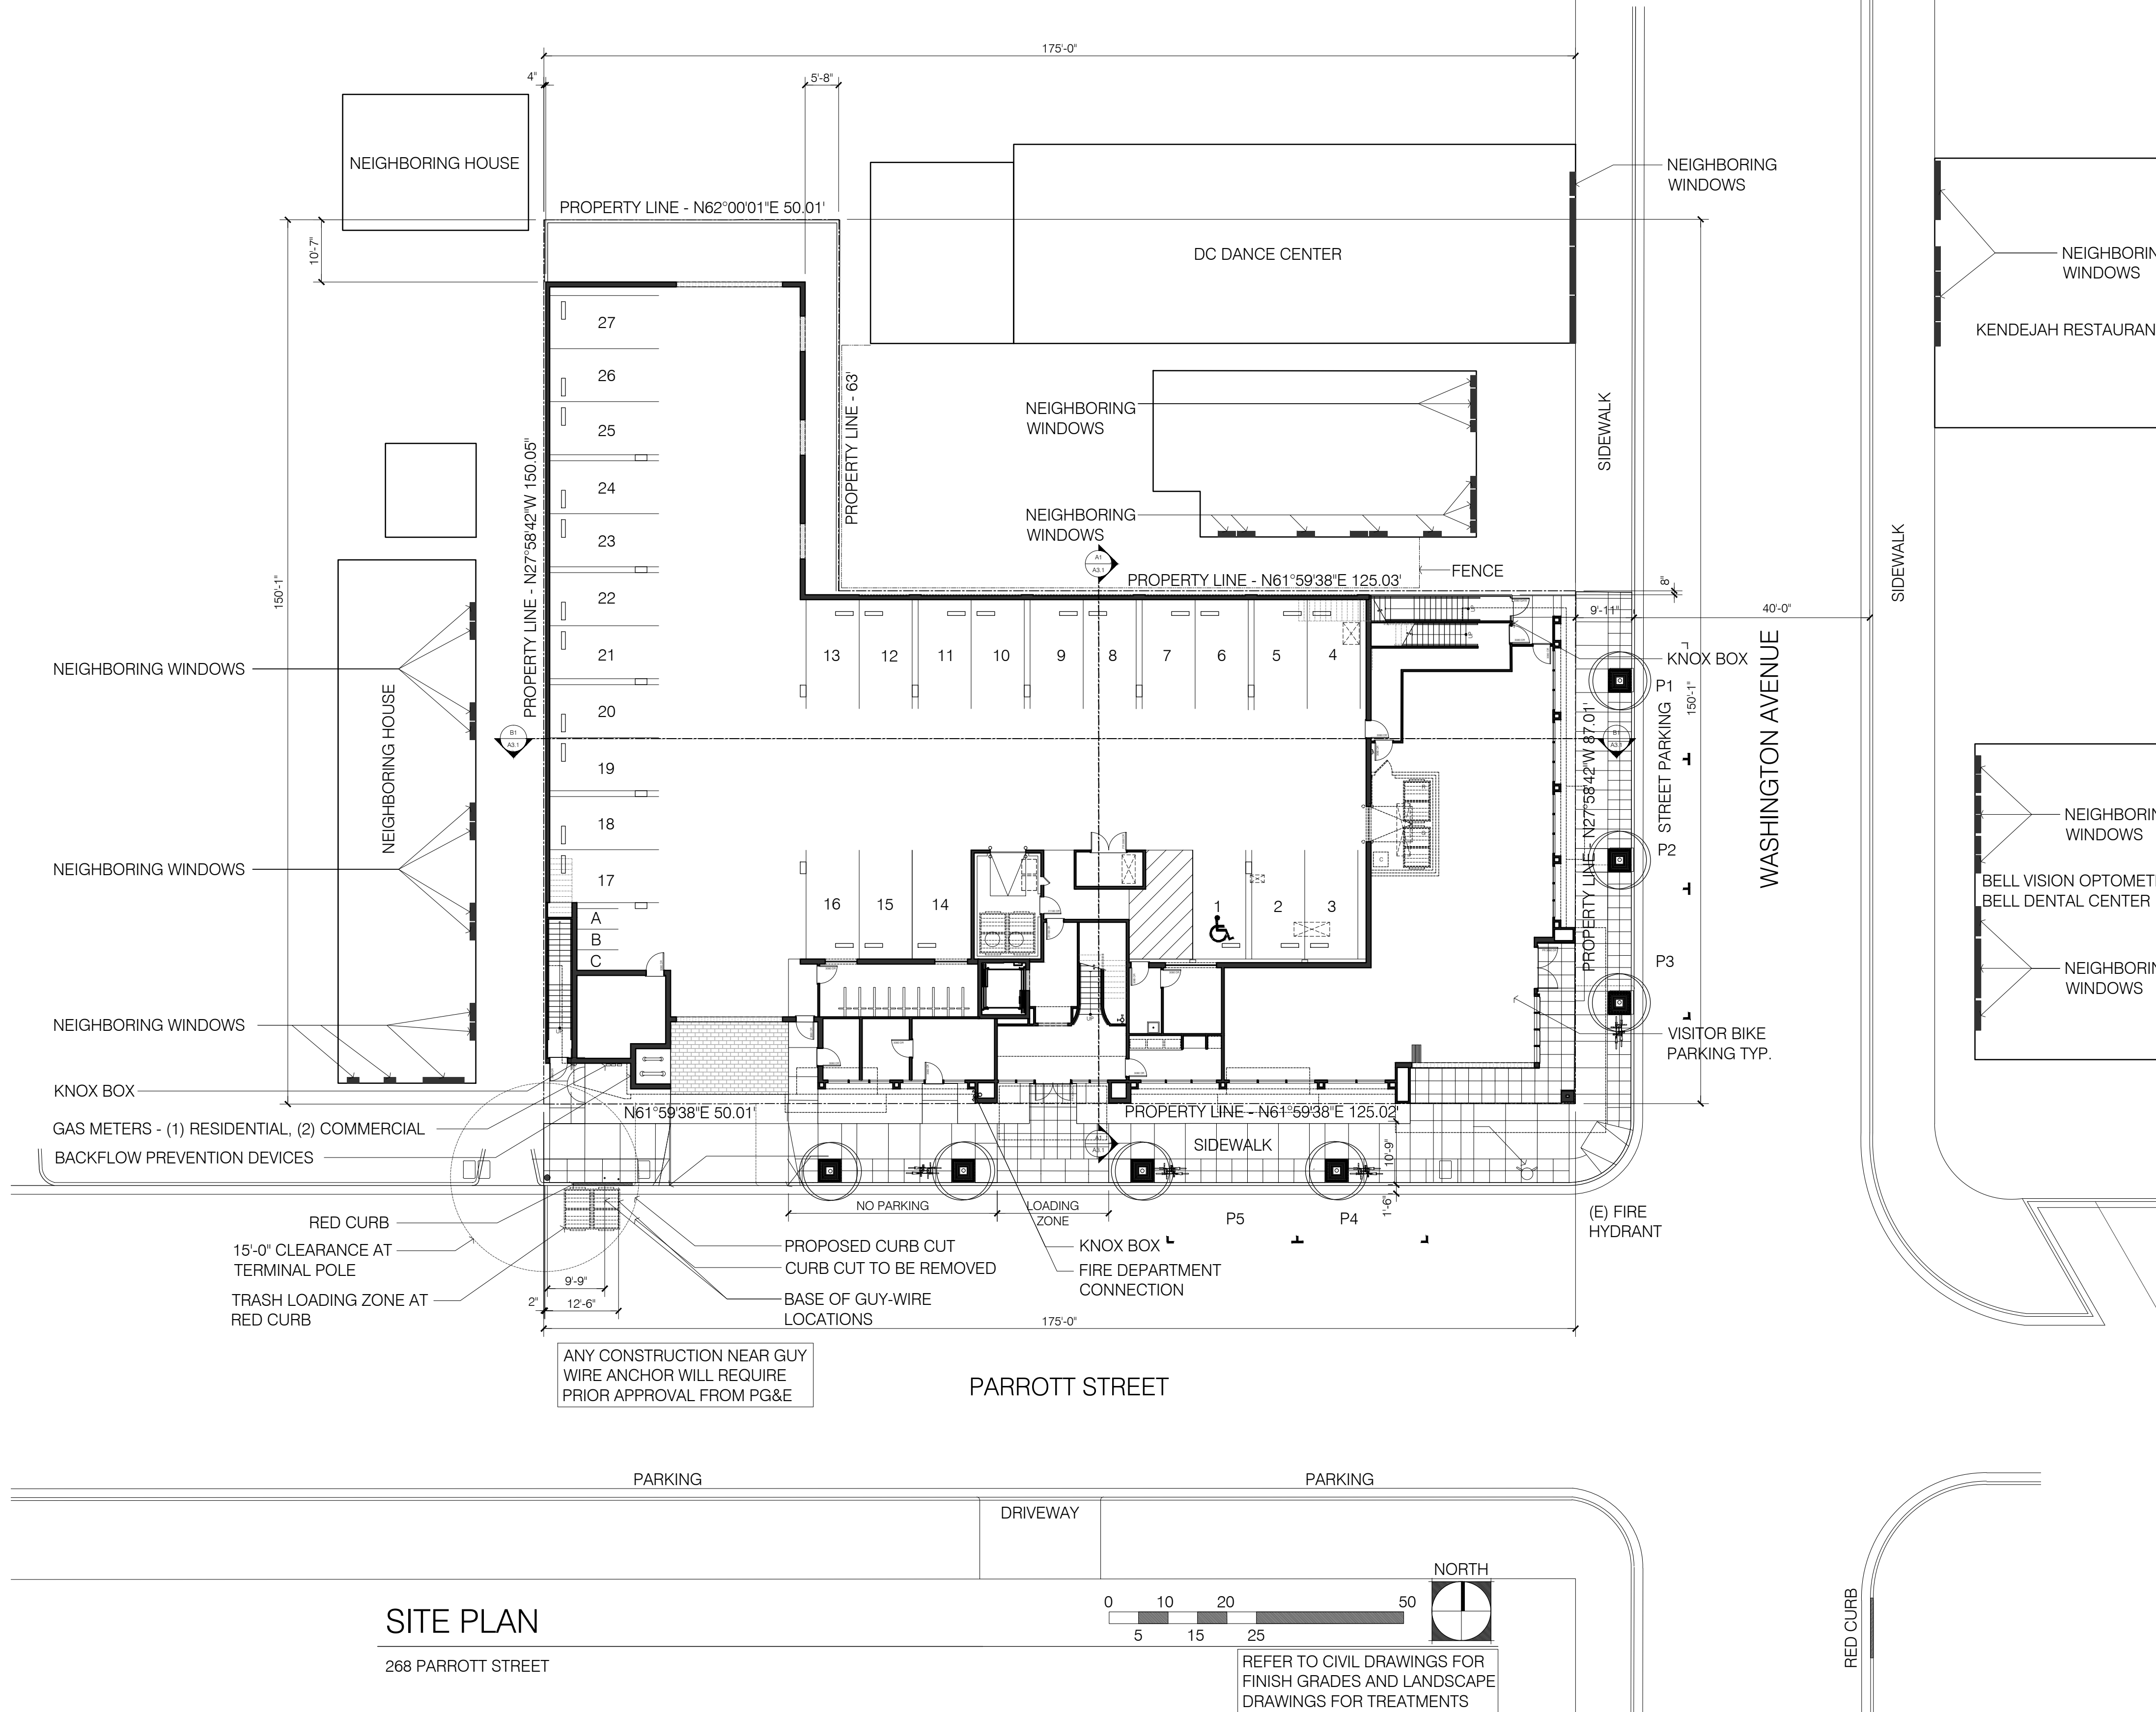 175'-0"
4"
5'-8"
NEIGHBORING HOUSE
NEIGHBORING
WINDOWS
PROPERTY LINE - N62°00'01"E 50.01'
10'-7"
DC DANCE CENTER
NEIGHBORIN
WINDOWS
KENDEJAH RESTAURAN
27
26
25
24
23
22
21
20
19
18
17
A
B
C
PROPERTY LINE - 63'
NEIGHBORING
WINDOWS
NEIGHBORING
WINDOWS
SIDEWALK
SIDEWALK
PROPERTY LINE - N27°58'42"W 150.05"
150'-1"
A1
A3.1
FENCE
PROPERTY LINE - N61°59'38"E 125.03'
8"
9'-11"
40'-0"
13
12
11
10
9
8
7
6
5
4
KNOX BOX
P1
150'-1"
STREET PARKING
P2
P3
WASHINGTON AVENUE
PROPERTY LINE - N27°58'42"W 87.01'
NEIGHBORING WINDOWS
NEIGHBORING HOUSE
NEIGHBORING WINDOWS
NEIGHBORING WINDOWS
B1
A3.1
B1
A3.1
C
NEIGHBORIN
WINDOWS
BELL VISION OPTOMET
BELL DENTAL CENTER
NEIGHBORIN
WINDOWS
16
15
14
1
2
3
VISITOR BIKE
PARKING TYP.
KNOX BOX
GAS METERS - (1) RESIDENTIAL, (2) COMMERCIAL
BACKFLOW PREVENTION DEVICES
N61°59'38"E 50.01'
PROPERTY LINE - N61°59'38"E 125.02'
A1
A3.1
SIDEWALK
10'-9"
1'-6"
NO PARKING
LOADING
ZONE
P5
P4
(E) FIRE
HYDRANT
RED CURB
15'-0" CLEARANCE AT
TERMINAL POLE
TRASH LOADING ZONE AT
RED CURB
9'-9"
12'-6"
2"
PROPOSED CURB CUT
CURB CUT TO BE REMOVED
BASE OF GUY-WIRE
LOCATIONS
KNOX BOX
FIRE DEPARTMENT
CONNECTION
175'-0"
ANY CONSTRUCTION NEAR GUY
WIRE ANCHOR WILL REQUIRE
PRIOR APPROVAL FROM PG&E
PARROTT STREET
PARKING
PARKING
DRIVEWAY
SITE PLAN
268 PARROTT STREET
0
10
20
50
5
15
25
NORTH
REFER TO CIVIL DRAWINGS FOR
FINISH GRADES AND LANDSCAPE
DRAWINGS FOR TREATMENTS
RED CURB